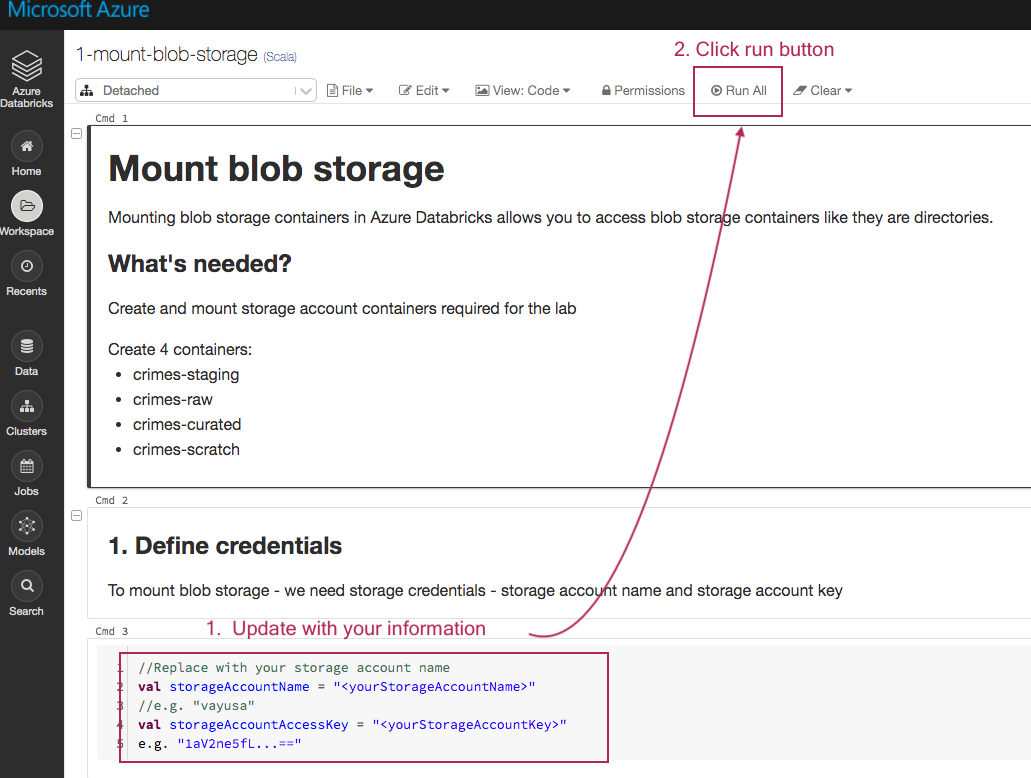 Microsoft Azure
1-mount-blob-storage (Scala)
2. Click run button
Detached
File
Edit
View: Code
Permissions
Run All
Clear
Azure
Databricks
Home
Workspace
Recents
Data
Clusters
Jobs
Models
Search
Cmd 1
Mount blob storage
Mounting blob storage containers in Azure Databricks allows you to access blob storage containers like they are directories.
What's needed?
Create and mount storage account containers required for the lab
Create 4 containers:
• crimes-staging
• crimes-raw
• crimes-curated
• crimes-scratch
Cmd 2
1. Define credentials
To mount blob storage - we need storage credentials - storage account name and storage account key
Cmd 3
1. Update with your information
1 //Replace with your storage account name
2 val storageAccountName = "<yourStorageAccountName>"
3 //e.g. "vayusa"
4 val storageAccountAccessKey = "<yourStorageAccountKey>"
5 e.g. "1aV2ne5fL...=="